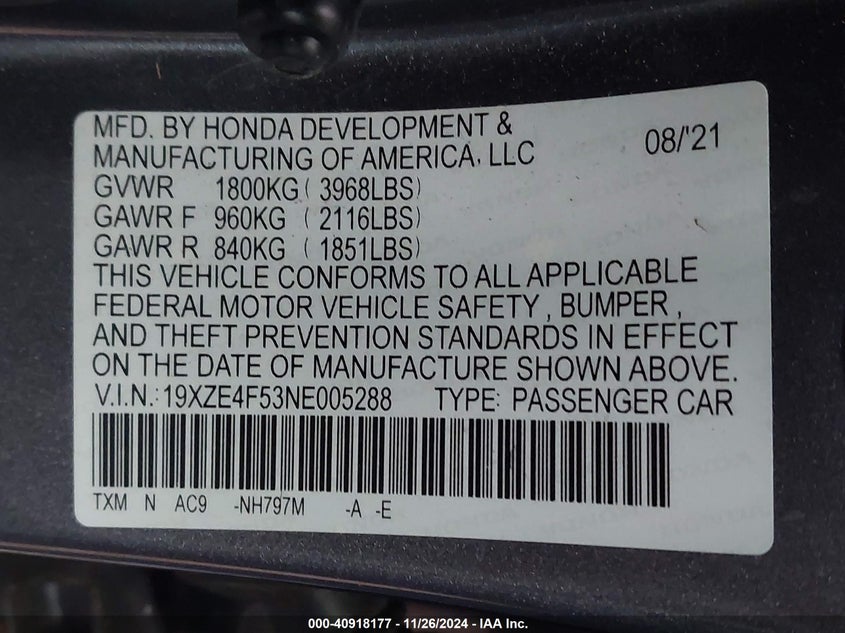 MFD. BY HONDA DEVELOPMENT &
MANUFACTURING OF AMERICA, LLC 08/'21
GVWR 1800KG ( 3968LBS)
GAWR F 960KG ( 2116LBS)
GAWR R 840KG ( 1851LBS)
THIS VEHICLE CONFORMS TO ALL APPLICABLE
FEDERAL MOTOR VEHICLE SAFETY , BUMPER ,
AND THEFT PREVENTION STANDARDS IN EFFECT
ON THE DATE OF MANUFACTURE SHOWN ABOVE.
V.I.N.: 19XZE4F53NE005288 TYPE: PASSENGER CAR
TXM N AC9 -NH797M -A -E
000-40918177 - 11/26/2024 - IAA Inc.